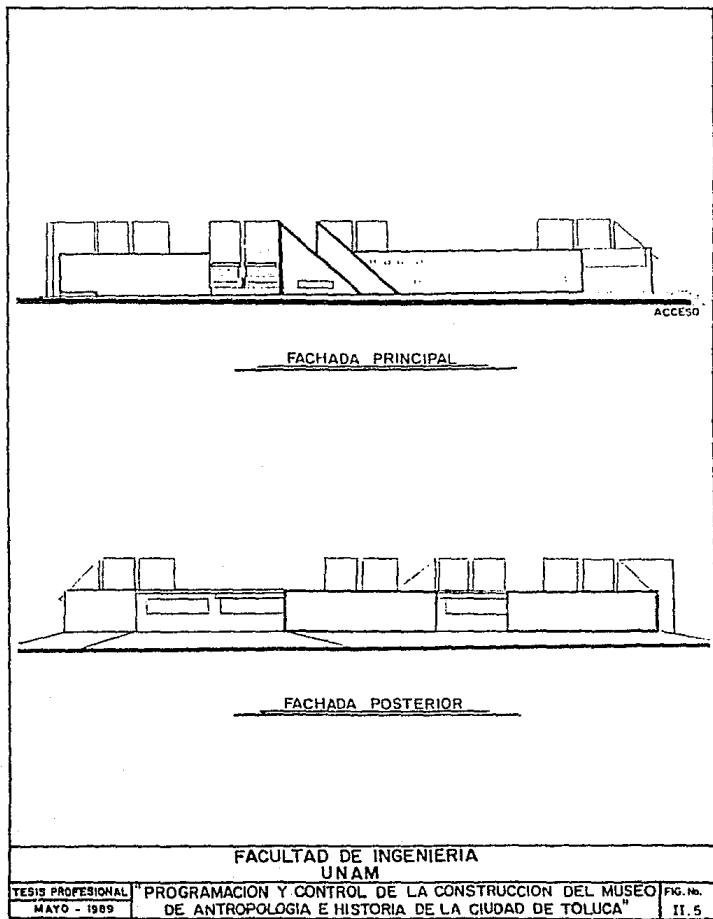 ACCESO
FACHADA PRINCIPAL
FACHADA POSTERIOR
FACULTAD DE INGENIERIA
UNAM
TESIS PROFESIONAL
MAYO - 1989
"PROGRAMACION Y CONTROL DE LA CONSTRUCCION DEL MUSEO
DE ANTROPOLOGIA E HISTORIA DE LA CIUDAD DE TOLUCA"
FIG. No.
II.5